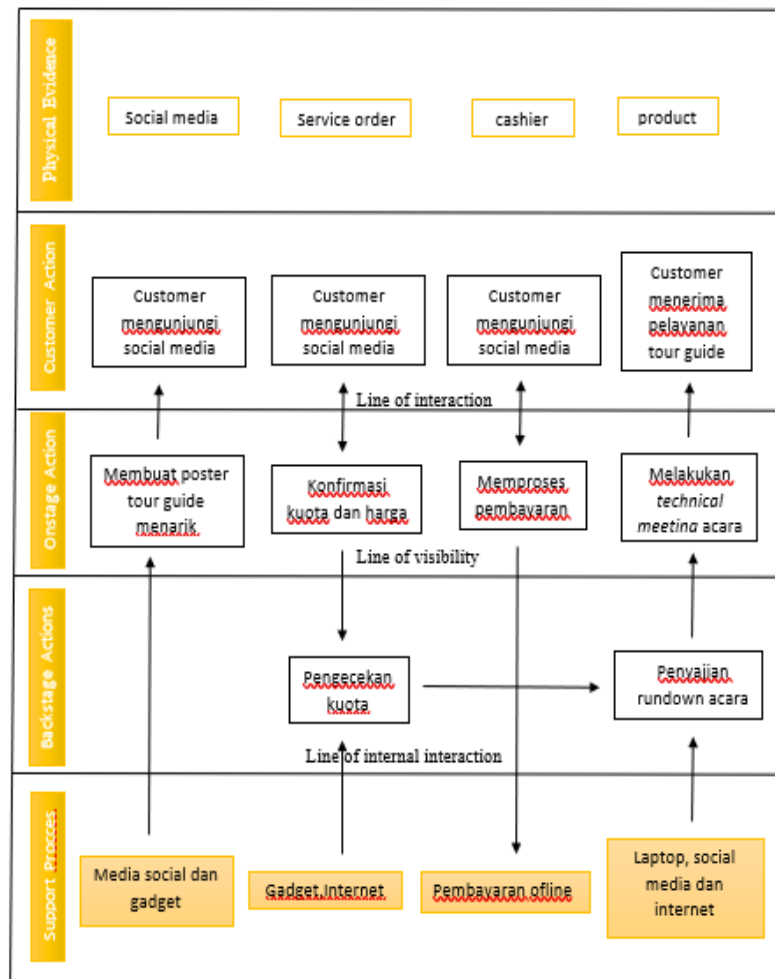 Physical Evidence
Social media
Service order
cashier
product
Customer Action
Customer
mengunjungi
social media
Customer
mengunjungi
social media
Customer
mengunjungi
social media
Customer
menerima
pelayanan
tour guide
Line of interaction
Onstage Action
Membuat poster
tour guide
menarik
Konfirmasi
kuota dan harga
Memproses
pembayaran
Melakukan
technical
meeting acara
Line of visibility
Backstage Actions
Pengecekan
kuota
Penyajian
rundown acara
Line of internal interaction
Support Procces
Media social dan
gadget
Gadget,Internet
Pembayaran ofline
Laptop, social
media dan
internet